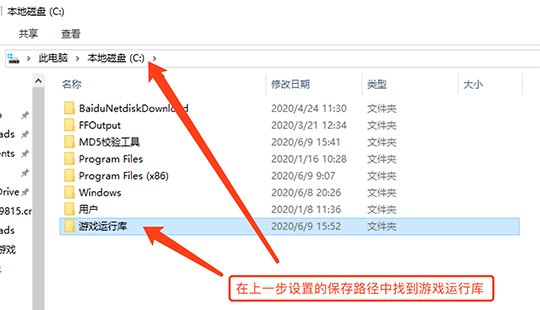 本地磁盘 (C:)
共享 查看
此电脑 本地磁盘 (C:)
名称 修改日期 类型 大小
BaiduNetdiskDownload 2020/4/24 11:30 文件夹
FFOutput 2020/3/21 12:34 文件夹
ads MD5校验工具 2020/6/9 15:41 文件夹
ents Program Files 2020/1/16 10:28 文件夹
Program Files (x86) 2020/6/9 9:07 文件夹
Drive Windows 2020/6/8 20:26 文件夹
9815.cr 用户 2020/1/8 11:36 文件夹
ads 游戏运行库 2020/6/9 15:52 文件夹
游戏
在上一步设置的保存路径中找到游戏运行库